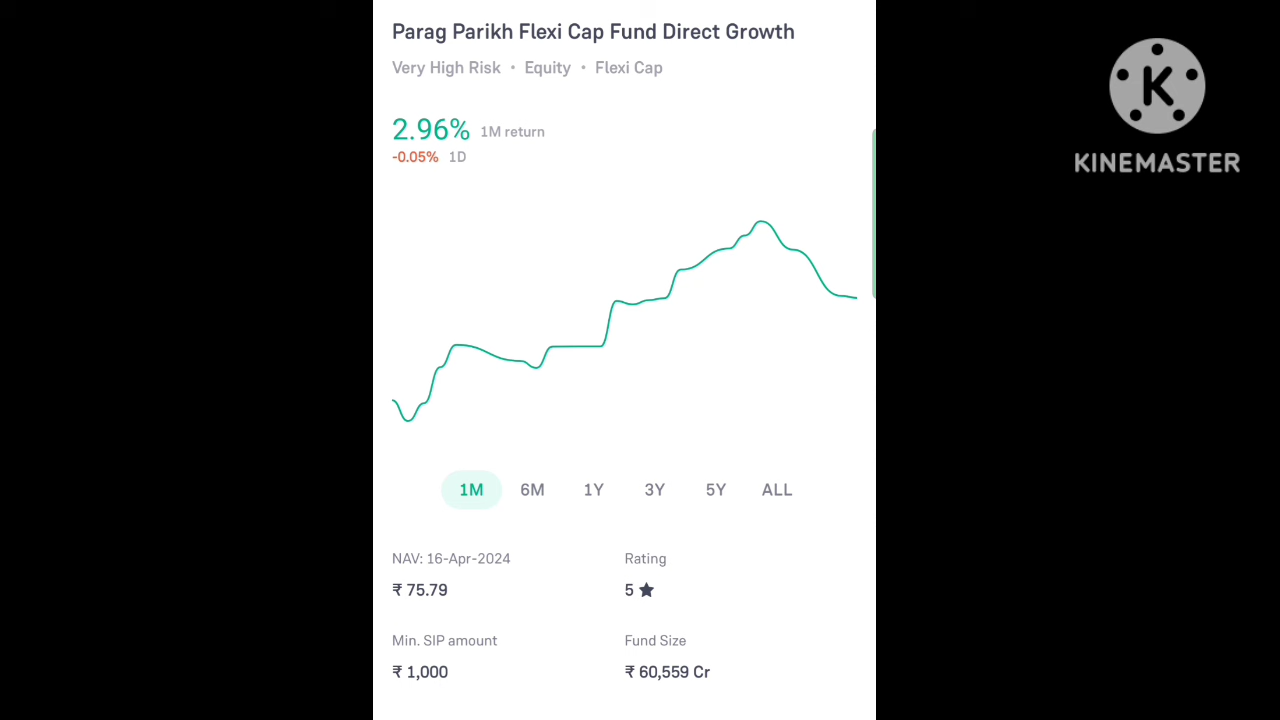 Parag Parikh Flexi Cap Fund Direct Growth
Very High Risk • Equity • Flexi Cap
2.96% 1M return
-0.05% 1D
1M 6M 1Y 3Y 5Y ALL
NAV: 16-Apr-2024 Rating
₹ 75.79 5 ★
Min. SIP amount Fund Size
₹ 1,000 ₹ 60,559 Cr
K
KINEMASTER